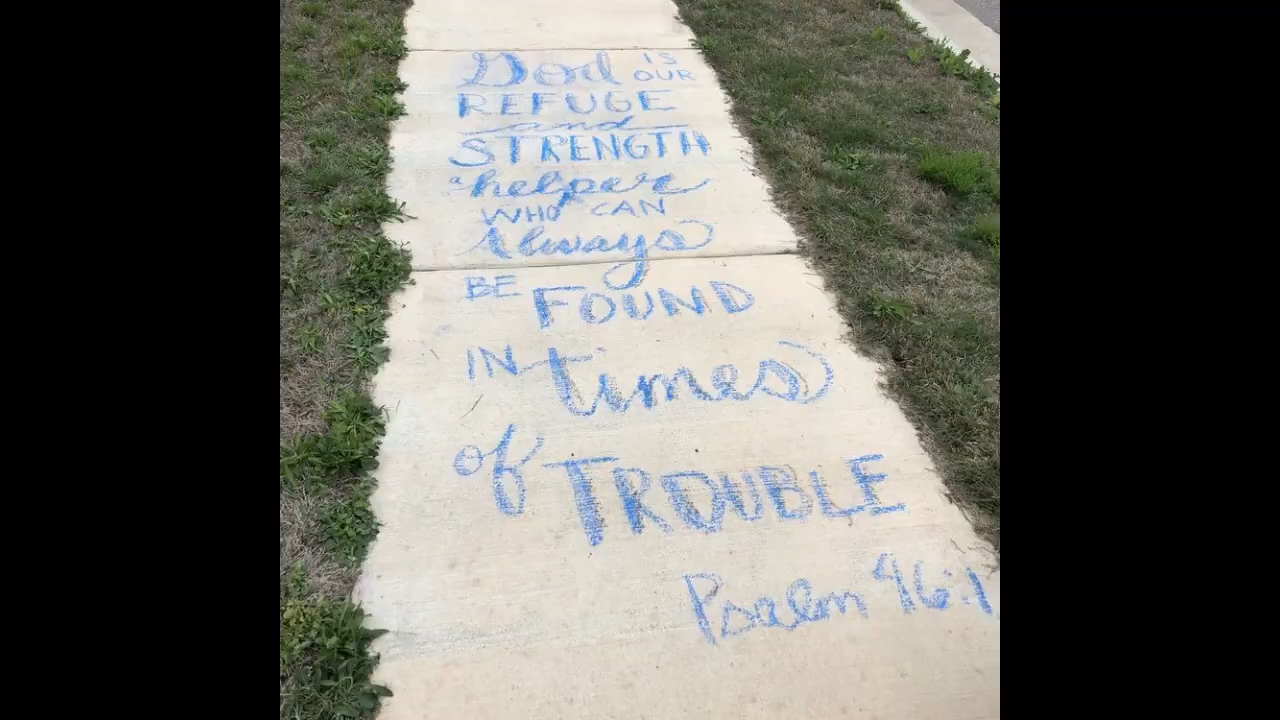 God IS OUR
REFUGE
and
STRENGTH
a helper
WHO CAN
Always
BE FOUND
IN times
of TROUBLE
Psalm 46:1